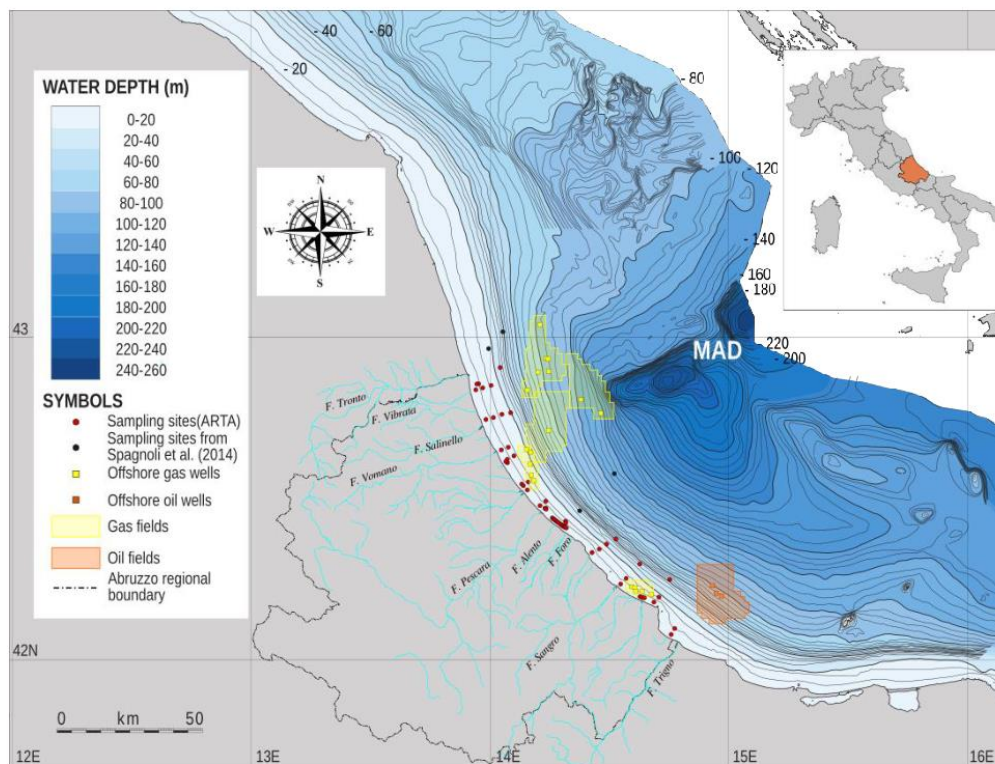 - 40
- 60
- 20
- 80
- 100
- 120
- 140
- 160
- 180
- 220
- 200
WATER DEPTH (m)
0-20
20-40
40-60
60-80
80-100
100-120
120-140
140-160
180-200
200-220
220-240
240-260
SYMBOLS
Sampling sites(ARTA)
Sampling sites from
Spagnoli et al. (2014)
Offshore gas wells
Offshore oil wells
Gas fields
Oil fields
Abruzzo regional
boundary
N
W
E
S
43
MAD
F. Tronto
F. Vibrata
F. Salinello
F. Vomano
F. Pescara
F. Alento
F. Foro
F. Sangro
F. Trigno
42N
0 km 50
12E
13E
14E
15E
16E